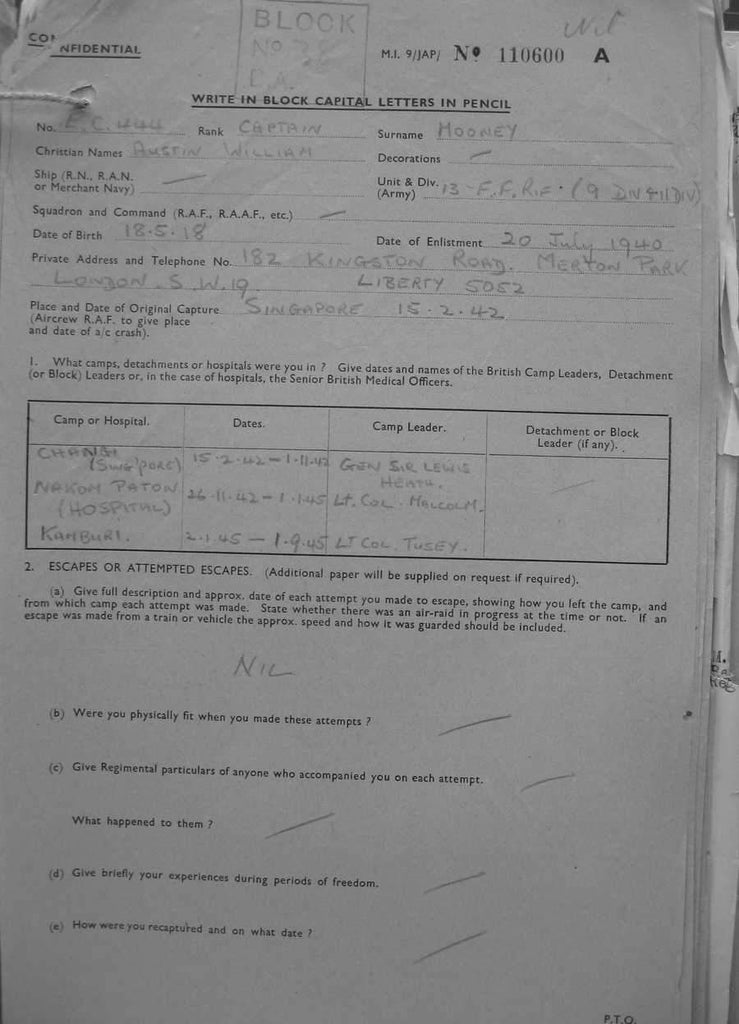 BLOCK
No
Nil
CONFIDENTIAL
M.I. 9/JAP/ No 110600 A
WRITE IN BLOCK CAPITAL LETTERS IN PENCIL
No. E.C. 444 Rank CAPTAIN Surname MOONEY
Christian Names AUSTIN WILLIAM Decorations —
Ship (R.N., R.A.N. or Merchant Navy) — Unit & Div. (Army) 13 - F.F. RIF. (9 DIV & 11 DIV)
Squadron and Command (R.A.F., R.A.A.F., etc.) —
Date of Birth 18.5.18 Date of Enlistment 20 July 1940
Private Address and Telephone No. 182 KINGSTON ROAD. MERTON PARK
LONDON. S.W.19 LIBERTY 5052
Place and Date of Original Capture SINGAPORE 15.2.42
(Aircrew R.A.F. to give place
and date of a/c crash).
1. What camps, detachments or hospitals were you in ? Give dates and names of the British Camp Leaders, Detachment
(or Block) Leaders or, in the case of hospitals, the Senior British Medical Officers.
Camp or Hospital. Dates. Camp Leader. Detachment or Block Leader (if any).
CHANGI (SING'PORE) 15.2.42 - 1.11.42 GEN SIR LEWIS HEATH. —
NAKOM PATON (HOSPITAL) 26.11.42 - 1.1.45 Lt. Col. MALCOLM.
KAMBURI. 2.1.45 - 1.9.45 LT COL. TUSEY.
2. ESCAPES OR ATTEMPTED ESCAPES. (Additional paper will be supplied on request if required).
(a) Give full description and approx. date of each attempt you made to escape, showing how you left the camp, and
from which camp each attempt was made. State whether there was an air-raid in progress at the time or not. If an
escape was made from a train or vehicle the approx. speed and how it was guarded should be included.
NIL
(b) Were you physically fit when you made these attempts ? —
(c) Give Regimental particulars of anyone who accompanied you on each attempt. —
What happened to them ? —
(d) Give briefly your experiences during periods of freedom. —
(e) How were you recaptured and on what date ? —
P.T.O.